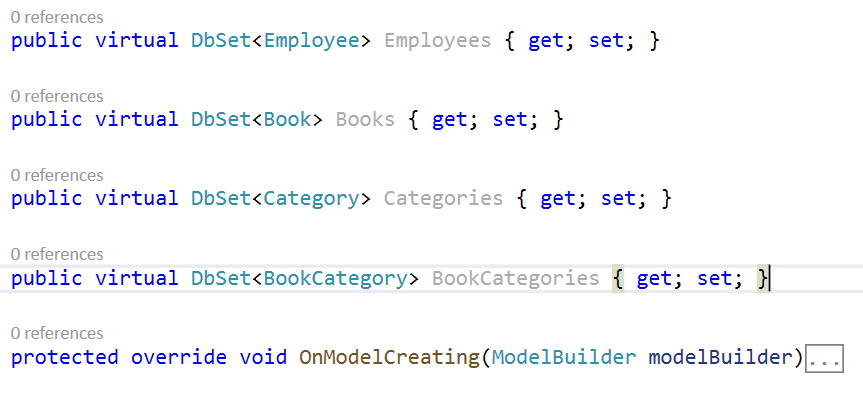 0 references
public virtual DbSet<Employee> Employees { get; set; }
0 references
public virtual DbSet<Book> Books { get; set; }
0 references
public virtual DbSet<Category> Categories { get; set; }
0 references
public virtual DbSet<BookCategory> BookCategories { get; set; }
0 references
protected override void OnModelCreating(ModelBuilder modelBuilder)...